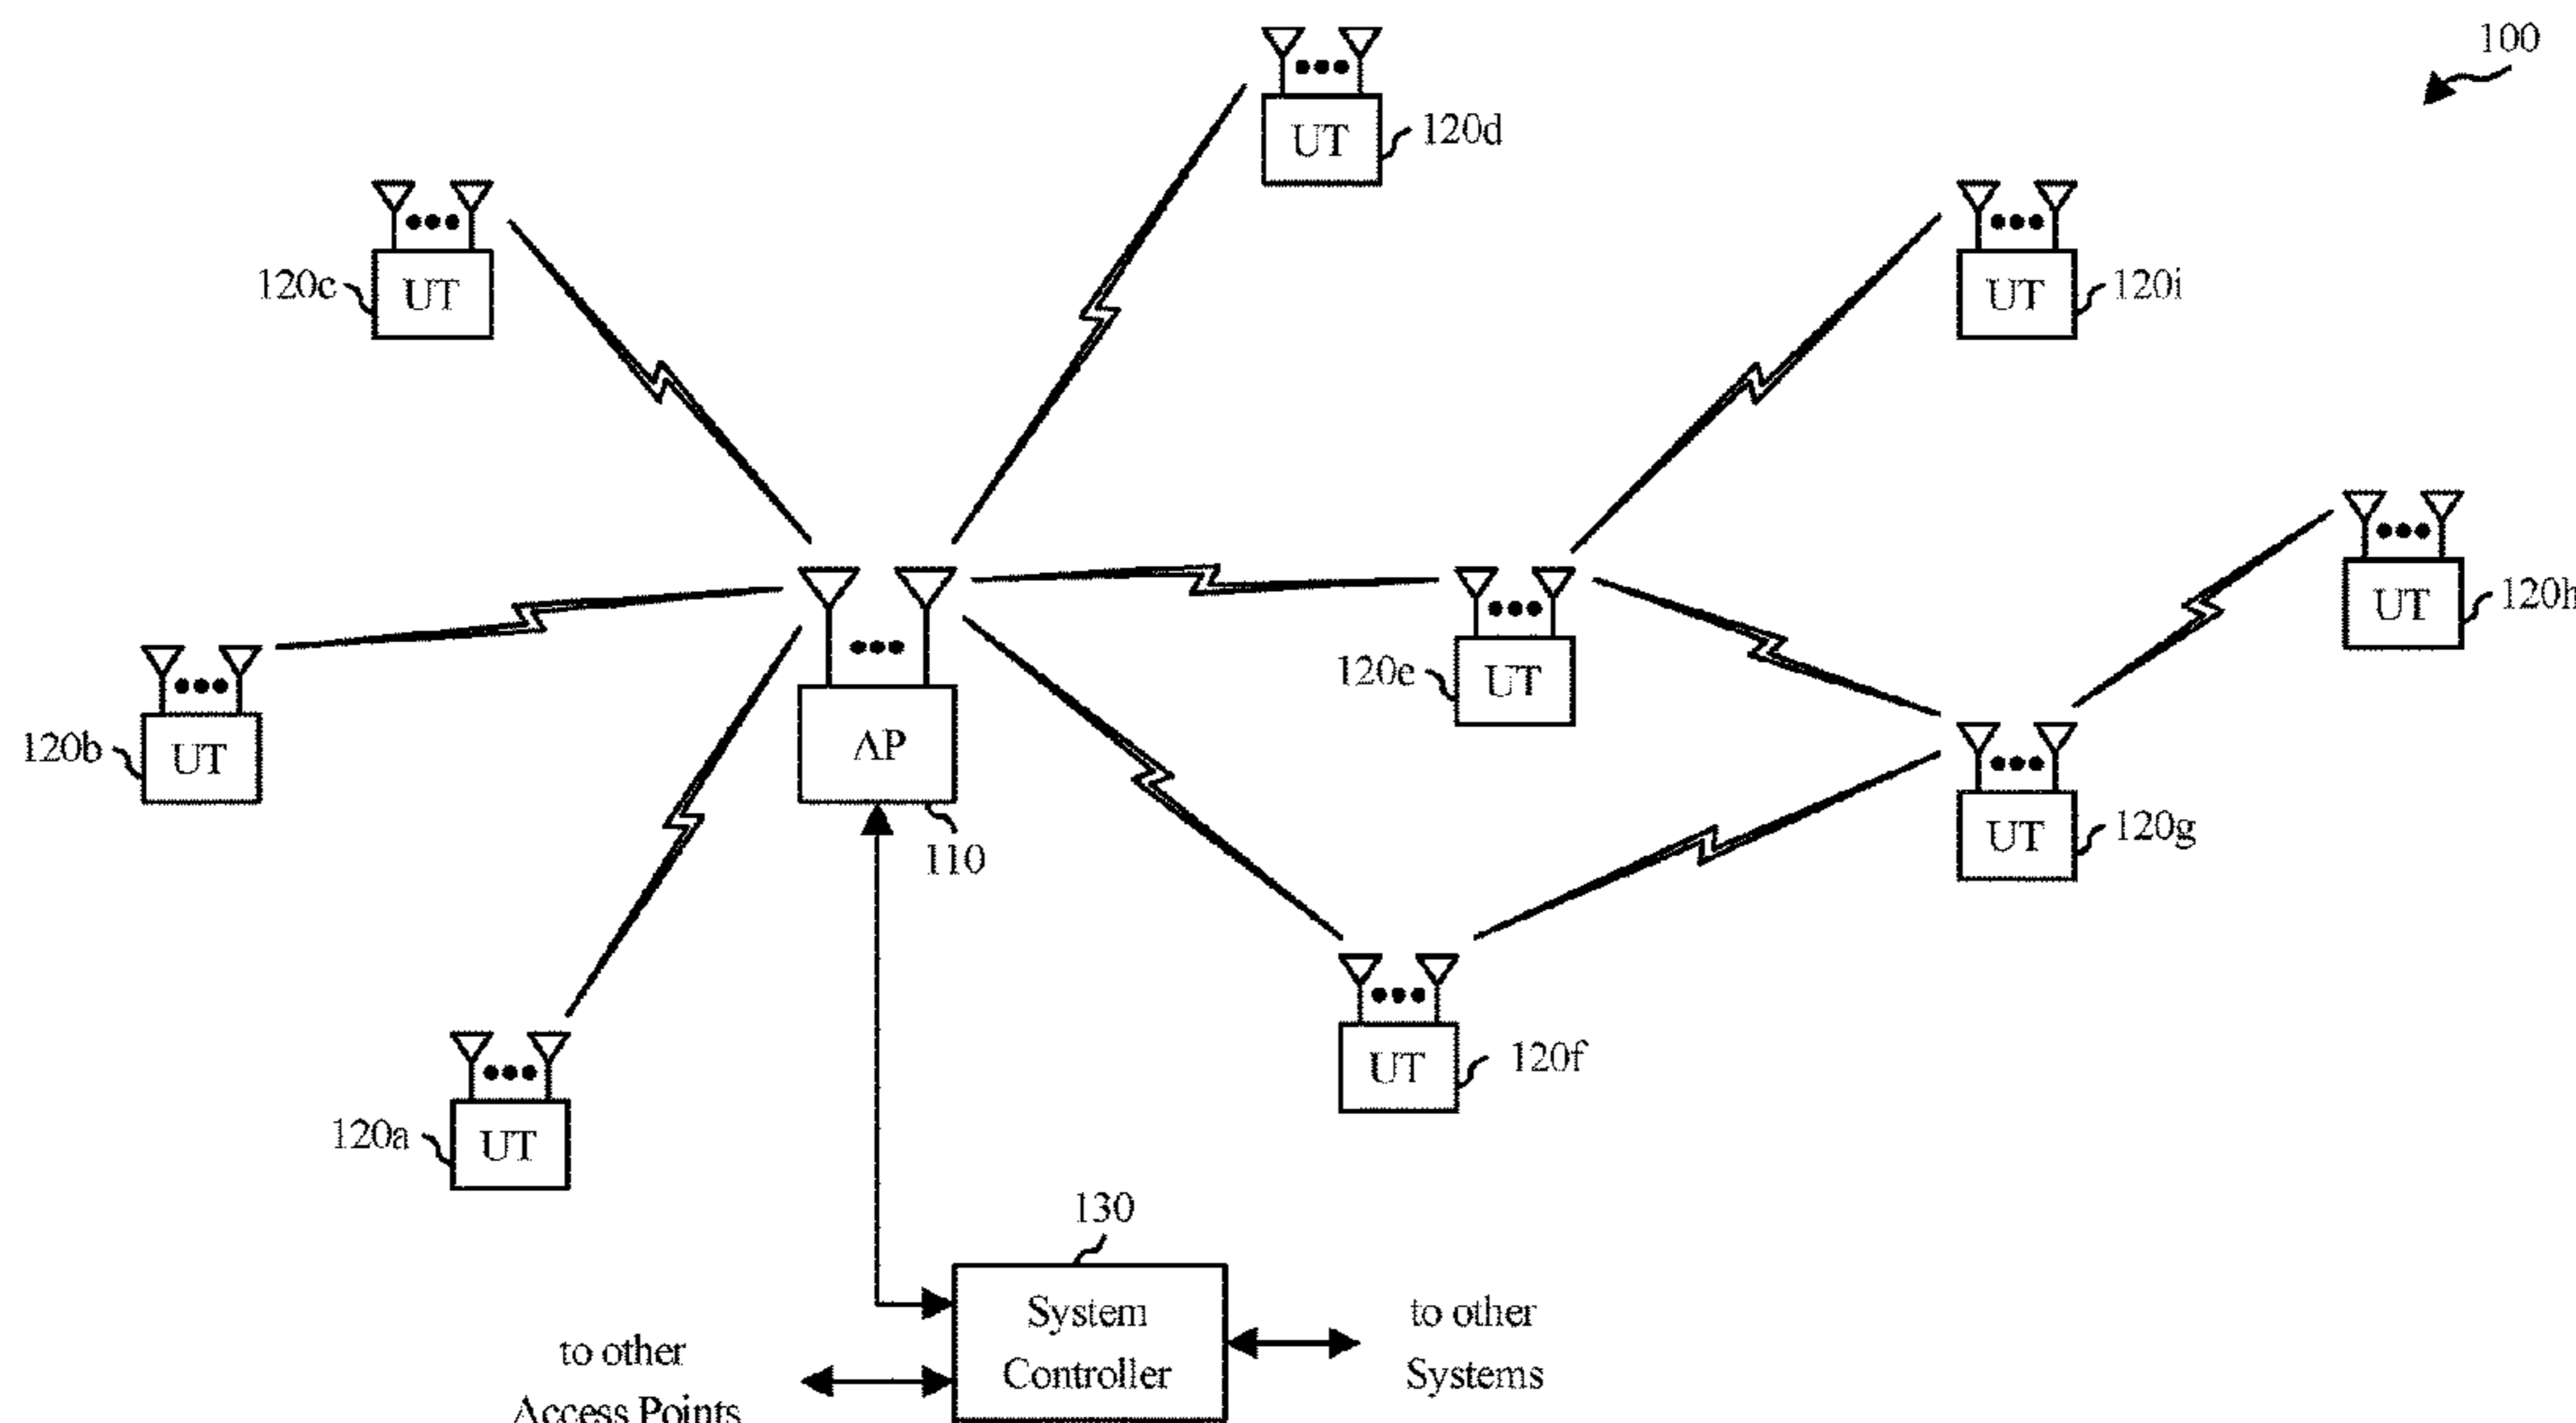 100
UT
120d
120c
UT
UT
120i
UT
120h
120e
UT
120b
UT
AP
110
UT
120g
UT
120f
120a
UT
130
System
Controller
to other
Systems
to other
Access Points